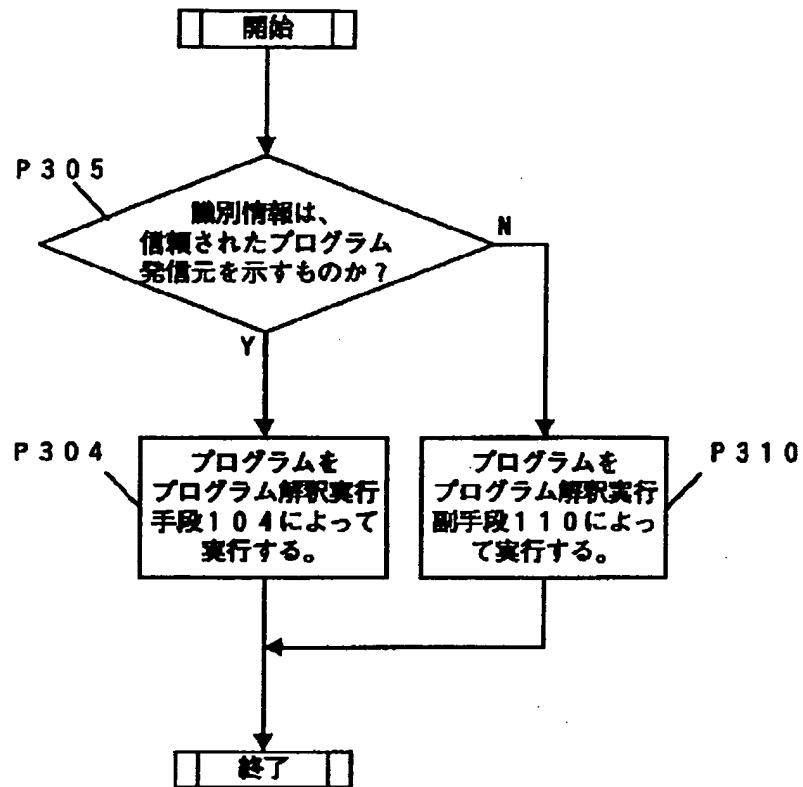 開始
P305
識別情報は、
信頼されたプログラム
発信元を示すものか?
N
Y
P304
プログラムを
プログラム解釈実行
手段104によって
実行する。
プログラムを
プログラム解釈実行
副手段110によっ
て実行する。
P310
終了